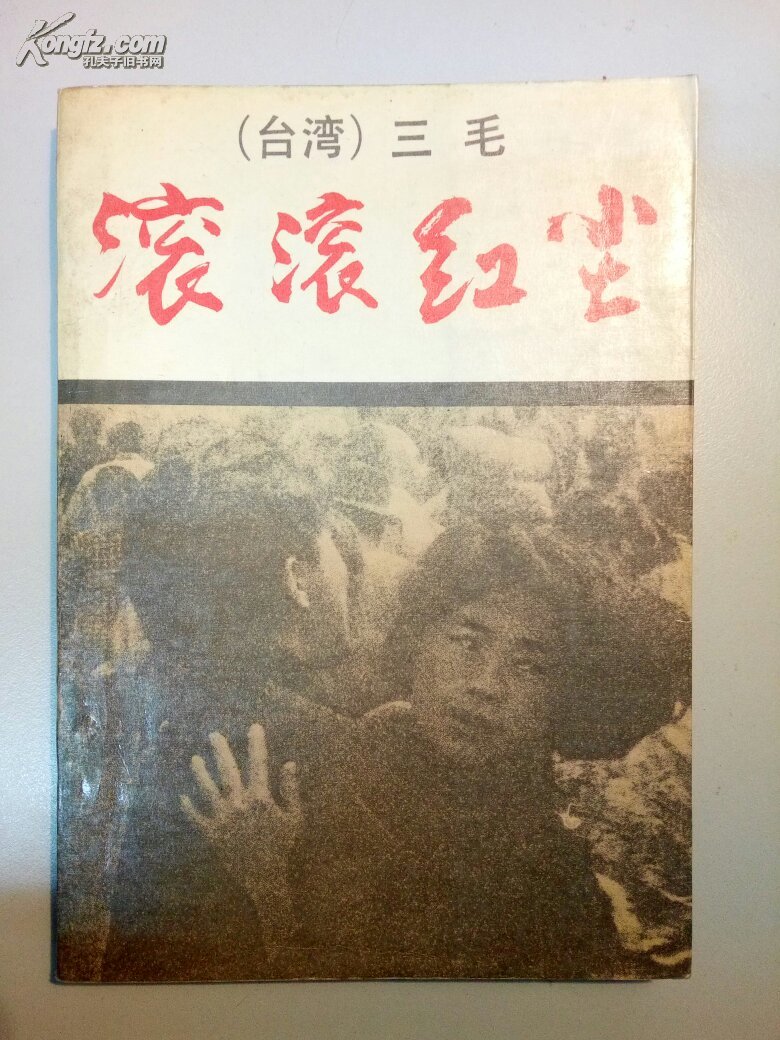 Kongfz.com
孔夫子旧书网
（台湾）三 毛
滚滚红尘